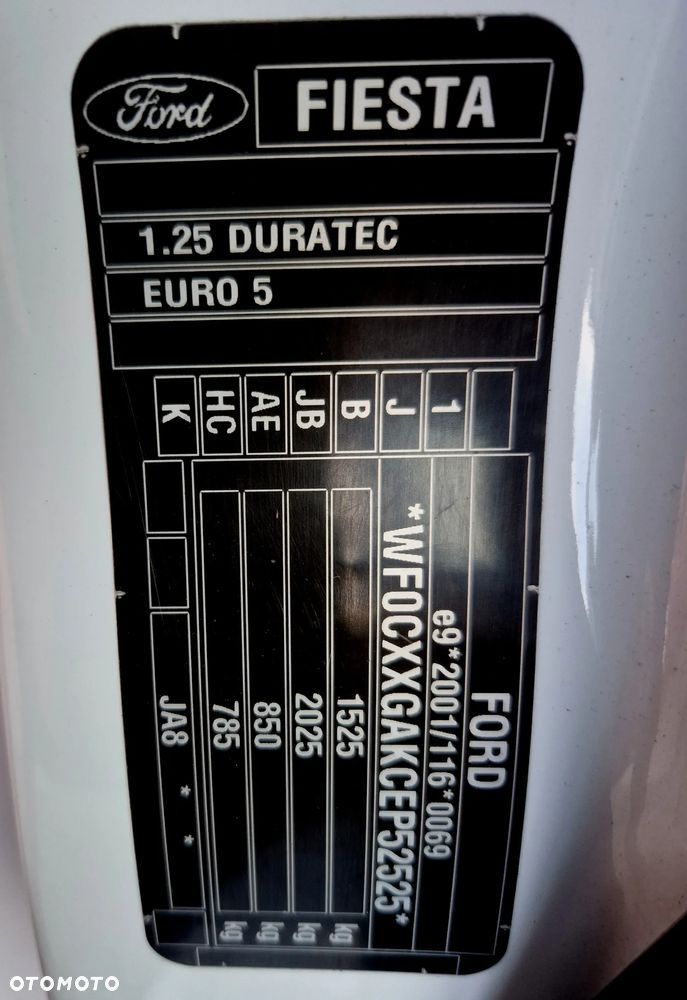 Ford
FIESTA
1.25 DURATEC
EURO 5
1
J
B
JB
AE
HC
K
FORD
e9*2001/116*0069
*WF0CXXGAKCEP52525*
1525 kg
2025 kg
850 kg
785 kg
JA8 * *
OTOMOTO